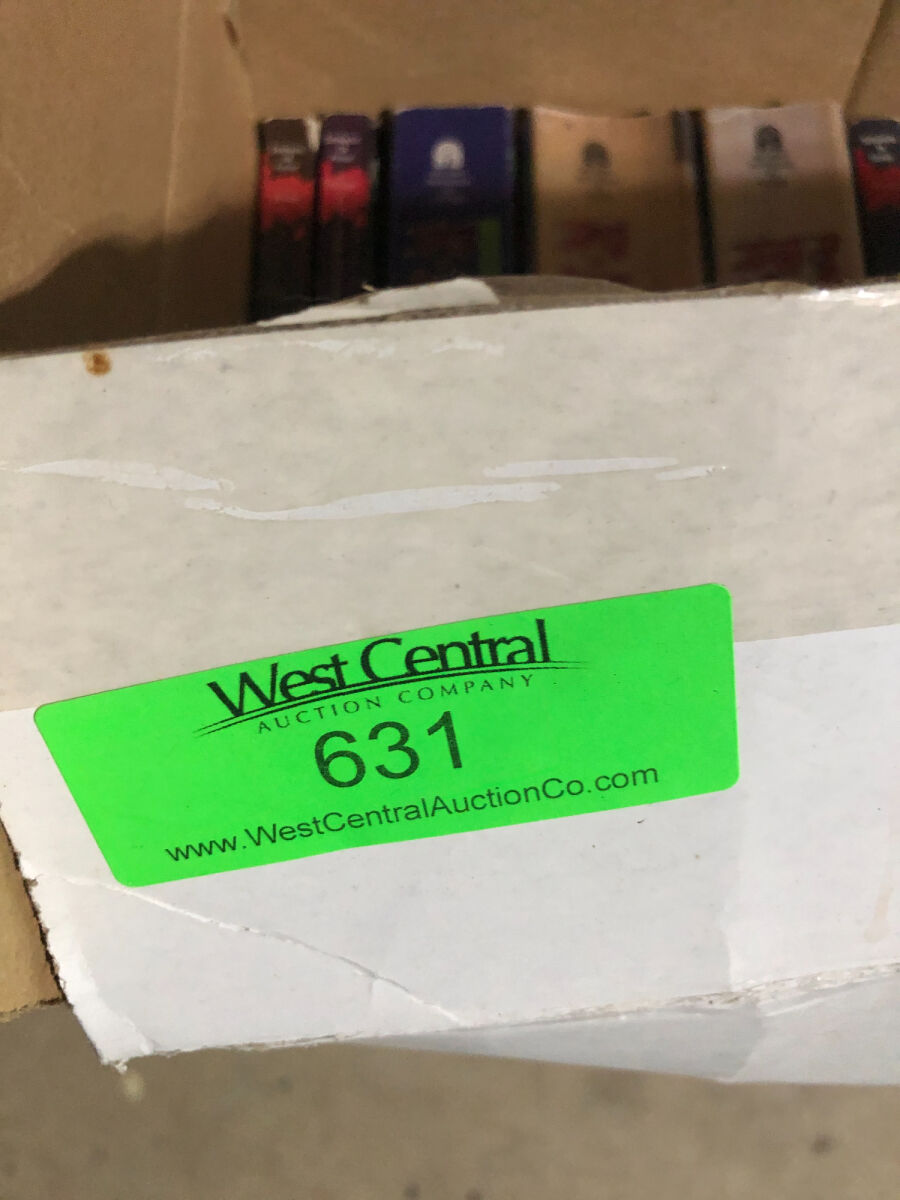 West Central
AUCTION COMPANY
631
www.WestCentralAuctionCo.com